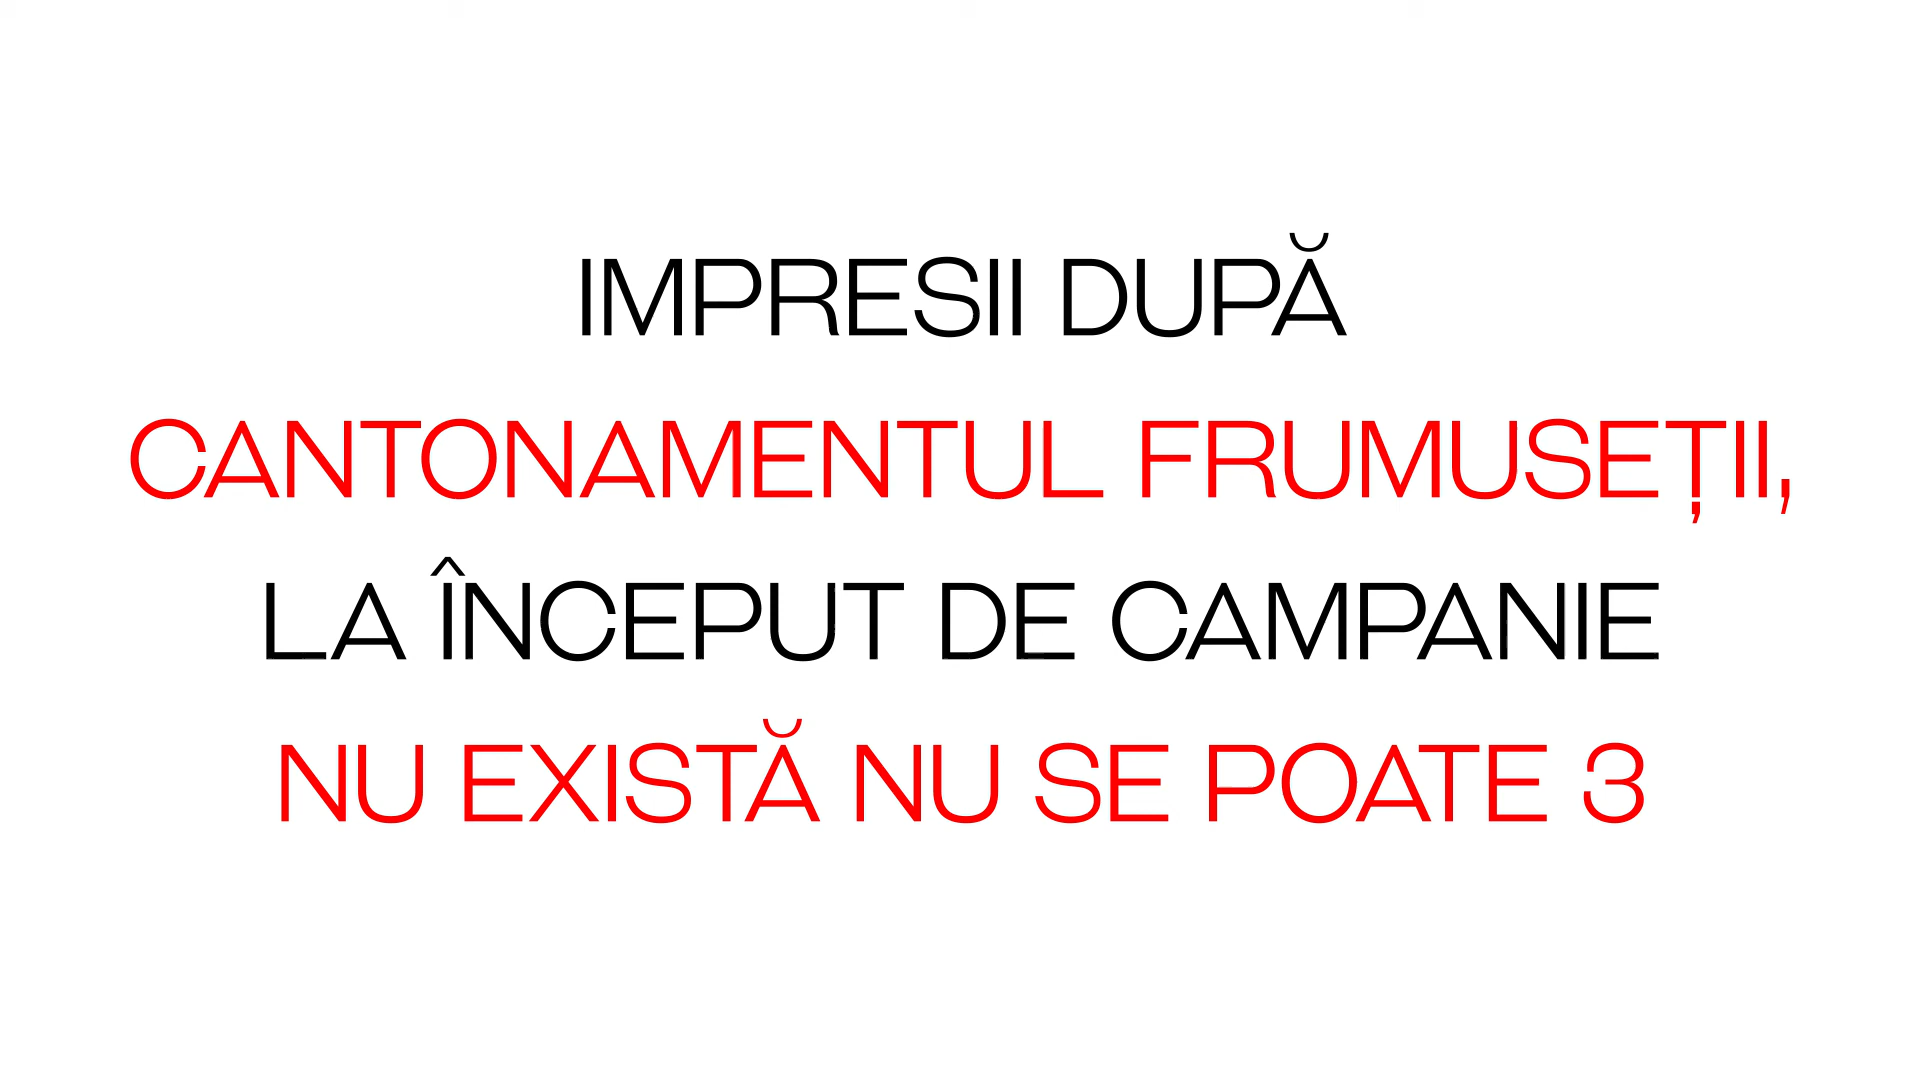 IMPRESII DUPĂ
CANTONAMENTUL FRUMUSEȚII,
LA ÎNCEPUT DE CAMPANIE
NU EXISTĂ NU SE POATE 3